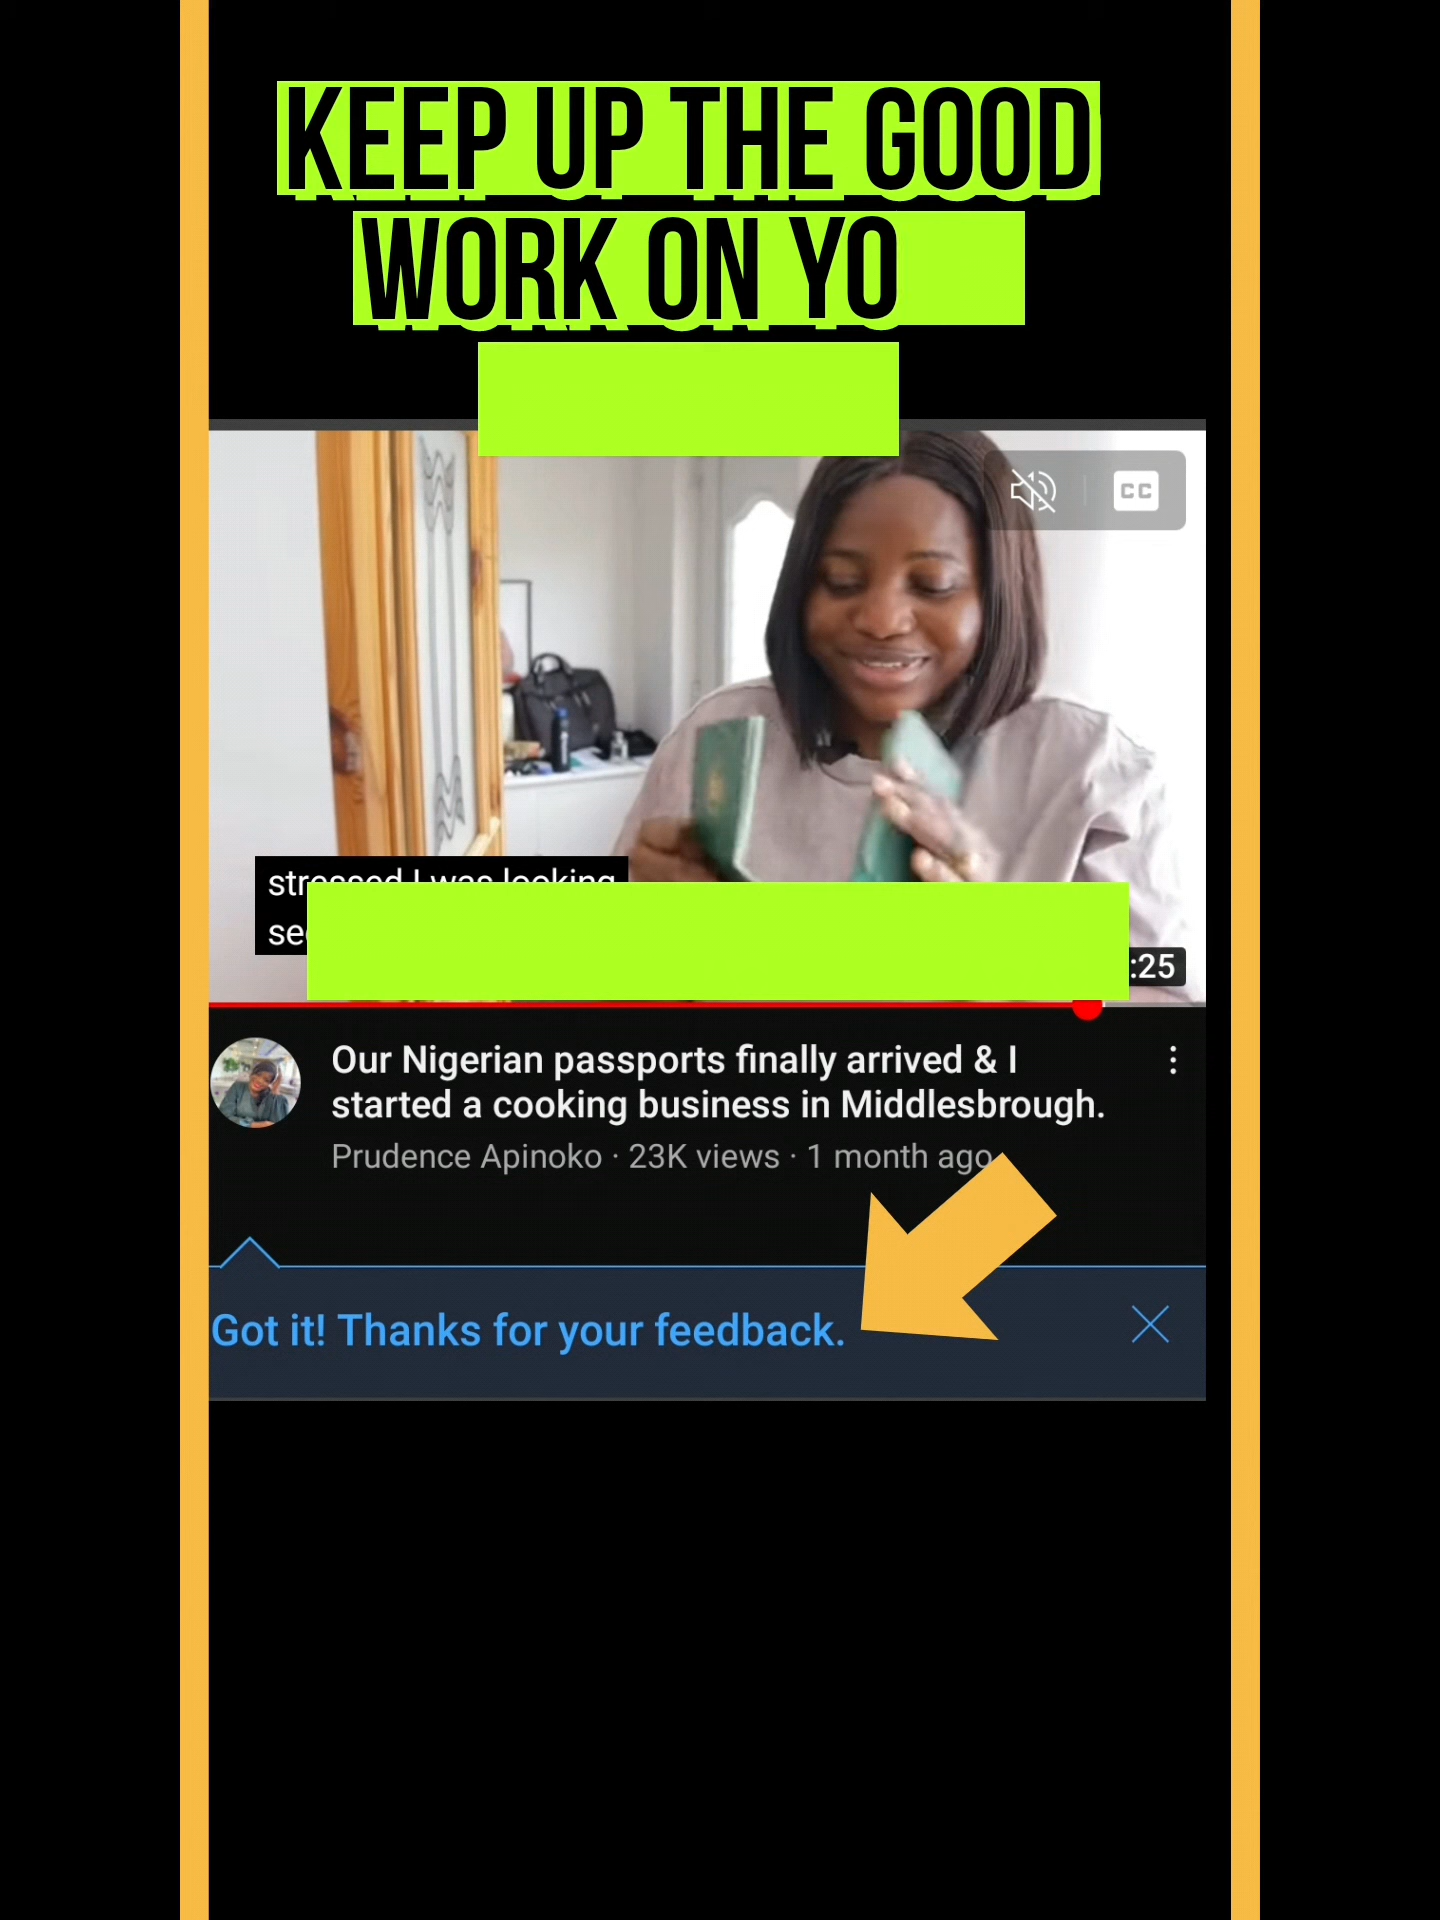 KEEP UP THE GOOD
WORK ON YO
CC
stressed I was looking
:25
Our Nigerian passports finally arrived & I
started a cooking business in Middlesbrough.
Prudence Apinoko · 23K views · 1 month ago
Got it! Thanks for your feedback.